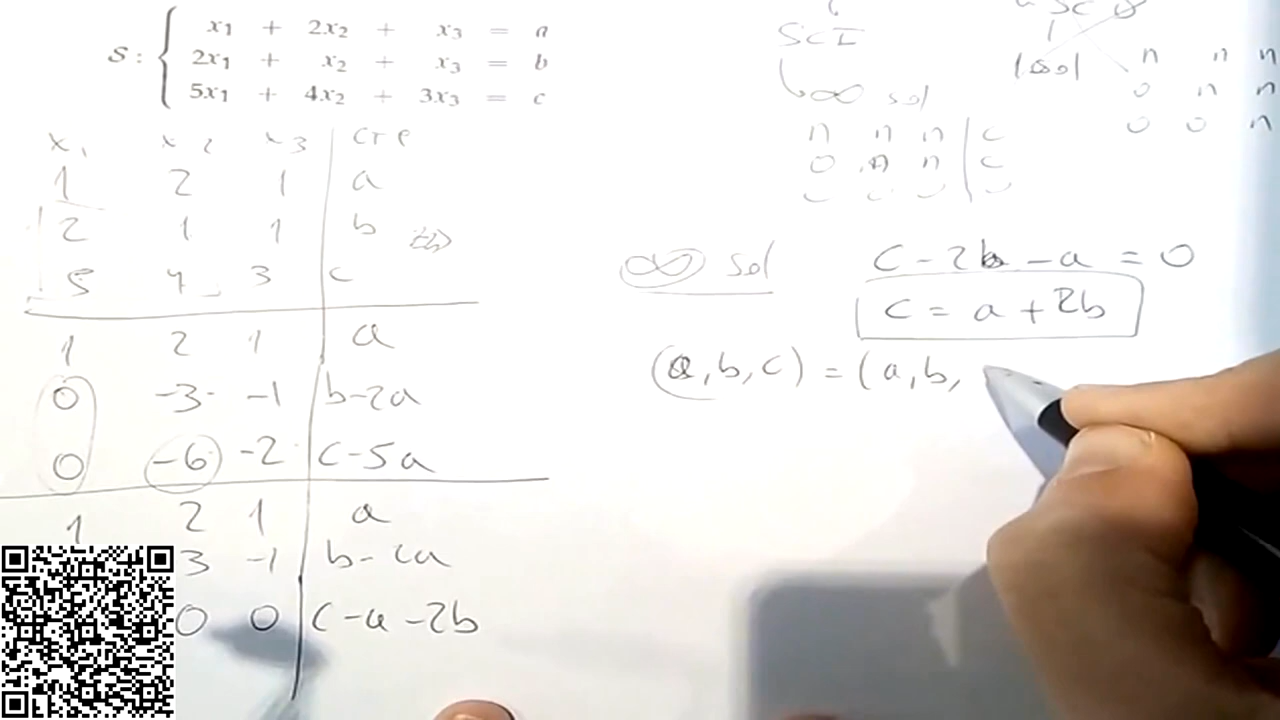 S : { x1 + 2x2 + x3 = a
2x1 + x2 + x3 = b
5x1 + 4x2 + 3x3 = c
x1 x2 x3 | cte
1 2 1 | a
2 1 1 | b
5 4 3 | c
1 2 1 | a
0 -3 -1 | b-2a
0 -6 -2 | c-5a
1 2 1 | a
3 -1 | b-2a
0 0 | c-a-2b
SCI
∞ sol
n n n | c
0 n n | c
SCD
1 sol
n n n
0 n n
0 0 n
∞ sol
c-2b-a=0
c=a+2b
(a,b,c)=(a,b,